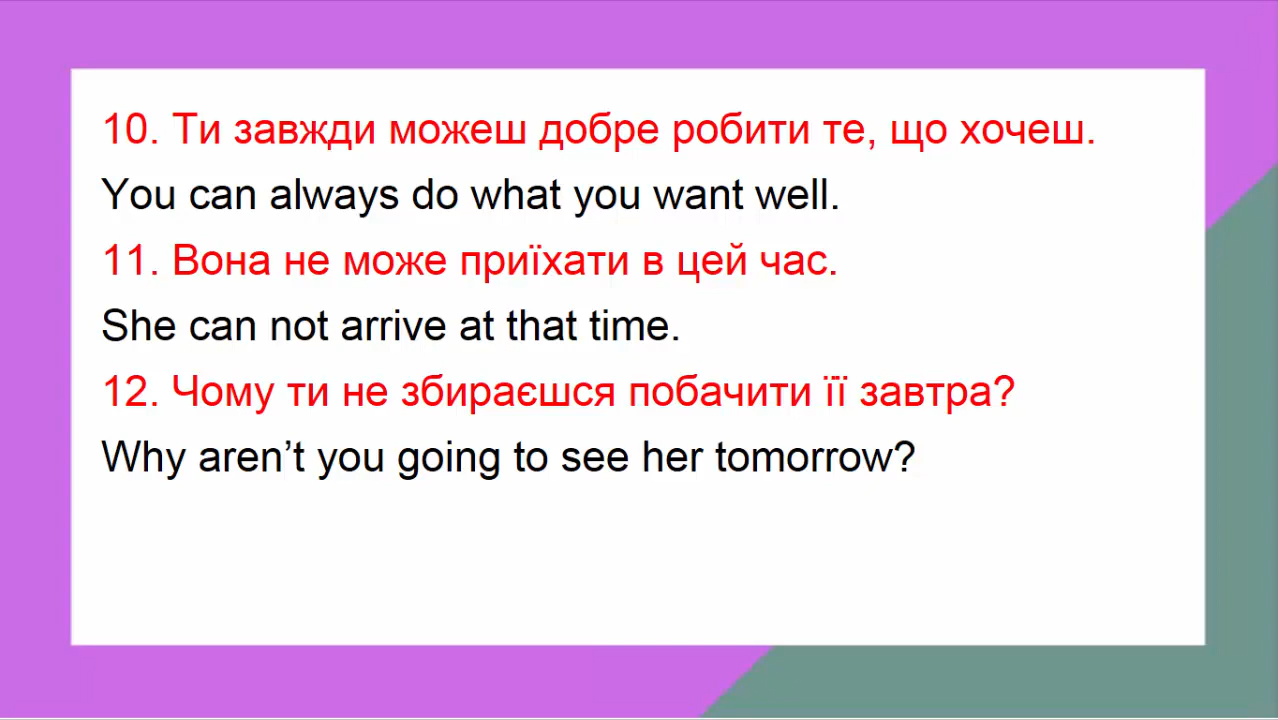 10. Ти завжди можеш добре робити те, що хочеш.
You can always do what you want well.
11. Вона не може приїхати в цей час.
She can not arrive at that time.
12. Чому ти не збираєшся побачити її завтра?
Why aren’t you going to see her tomorrow?